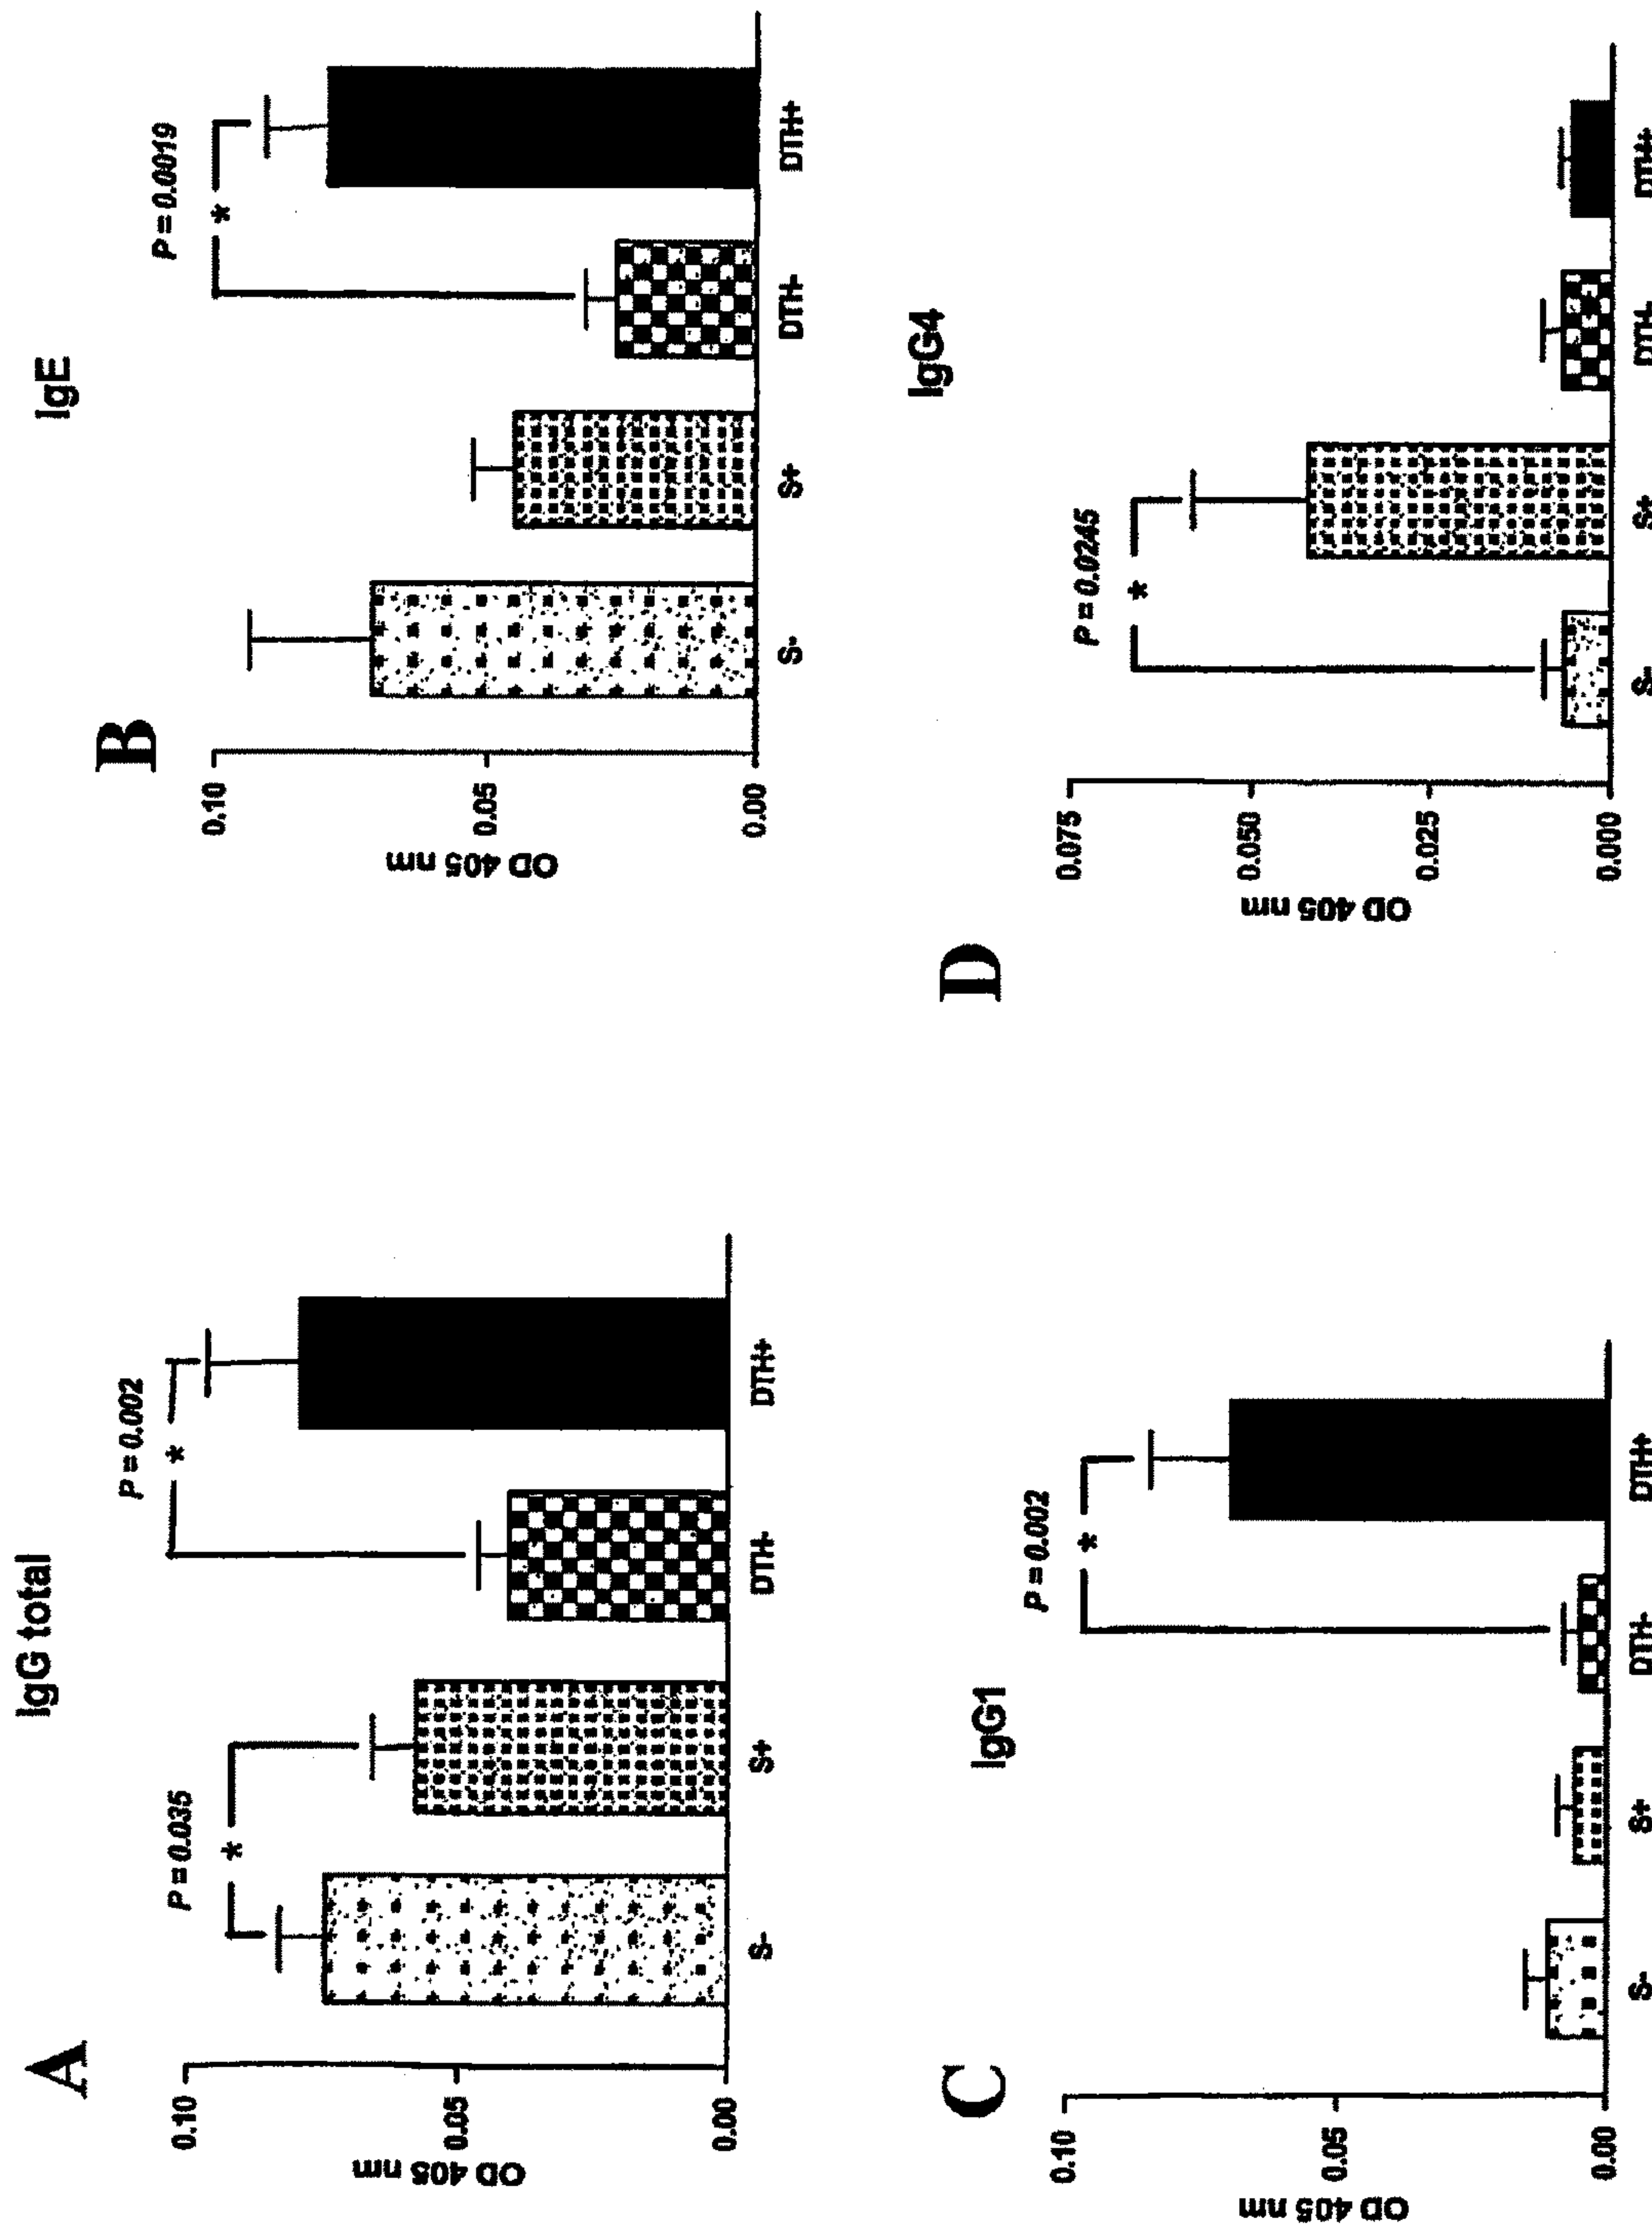 A
IgG total
P = 0.035
*
P = 0.002
*
OD 405 nm
0.10
0.05
0.00
S-
S+
DTH-
DTH+
B
IgE
P = 0.0019
*
OD 405 nm
0.10
0.05
0.00
S-
S+
DTH-
DTH+
C
IgG1
P = 0.002
*
OD 405 nm
0.10
0.05
0.00
S-
S+
DTH-
DTH+
D
IgG4
P = 0.0245
*
OD 405 nm
0.075
0.050
0.025
0.000
S-
S+
DTH-
DTH+